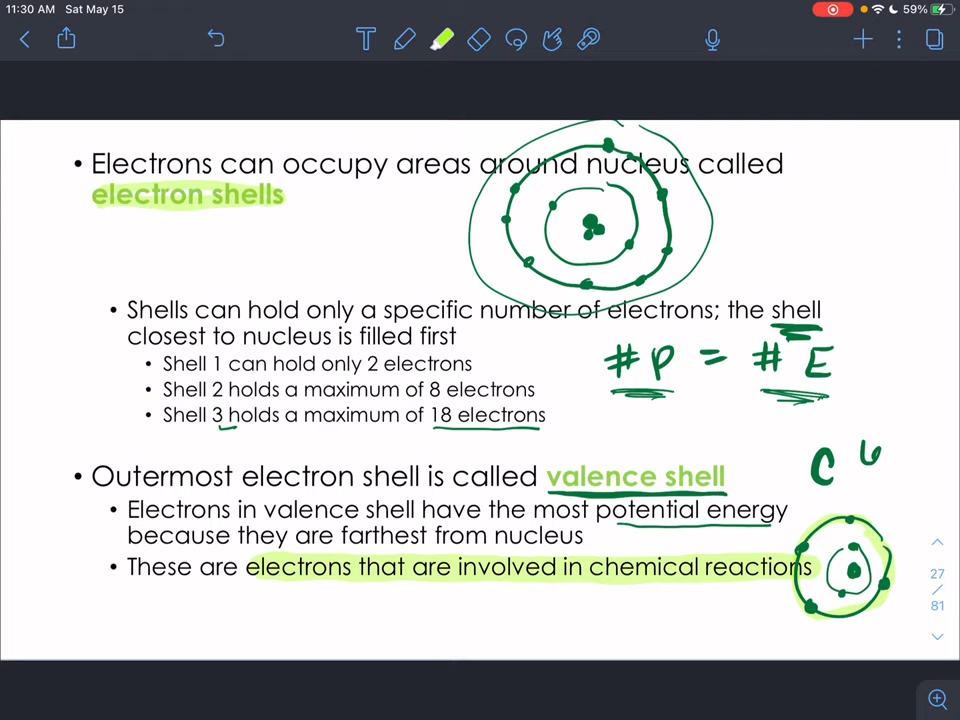 11:30 AM Sat May 15
59%
• Electrons can occupy areas around nucleus called
electron shells
• Shells can hold only a specific number of electrons; the shell
closest to nucleus is filled first
• Shell 1 can hold only 2 electrons
• Shell 2 holds a maximum of 8 electrons
• Shell 3 holds a maximum of 18 electrons
#P = #E
• Outermost electron shell is called valence shell
C 6
• Electrons in valence shell have the most potential energy
because they are farthest from nucleus
• These are electrons that are involved in chemical reactions
27
/
81